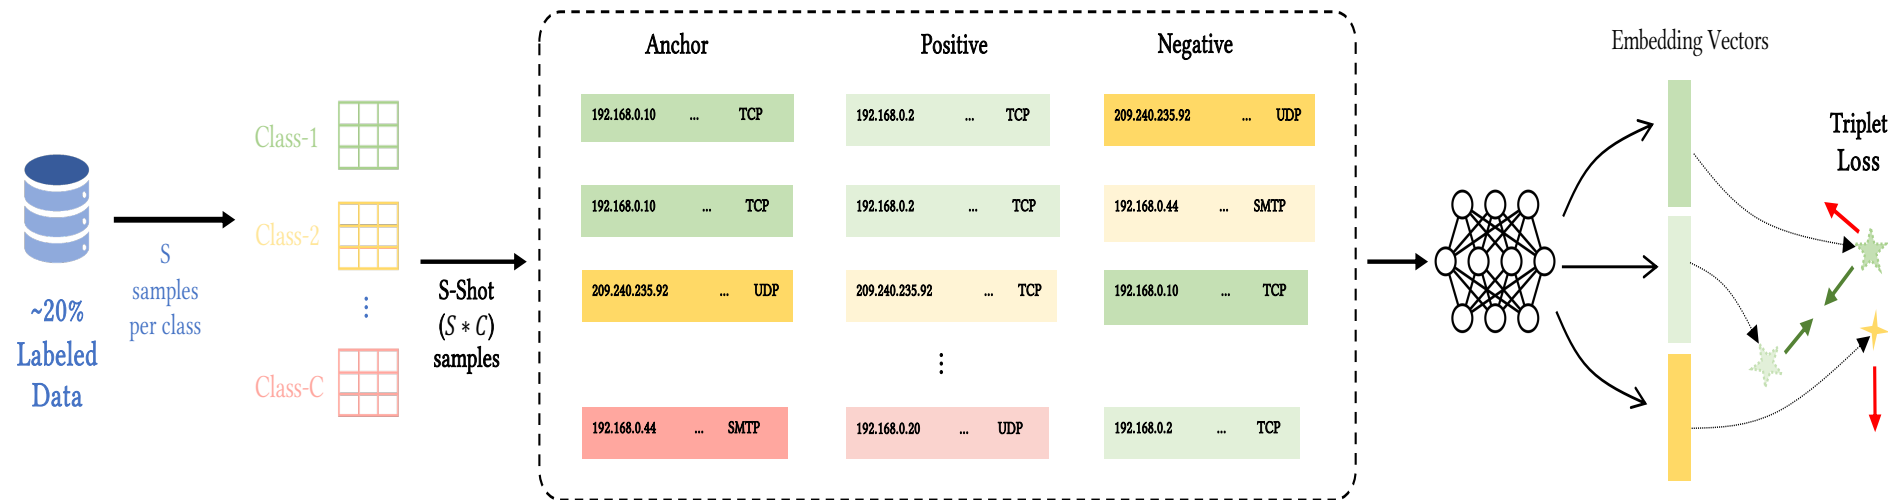 ~20%
Labeled
Data
S
samples
per class
Class-1
Class-2
⋮
Class-C
S-Shot
(S * C)
samples
Anchor Positive Negative
192.168.0.10 ... TCP 192.168.0.2 ... TCP 209.240.235.92 ... UDP
192.168.0.10 ... TCP 192.168.0.2 ... TCP 192.168.0.44 ... SMTP
209.240.235.92 ... UDP 209.240.235.92 ... TCP 192.168.0.10 ... TCP
⋮
192.168.0.44 ... SMTP 192.168.0.20 ... UDP 192.168.0.2 ... TCP
Embedding Vectors
Triplet
Loss